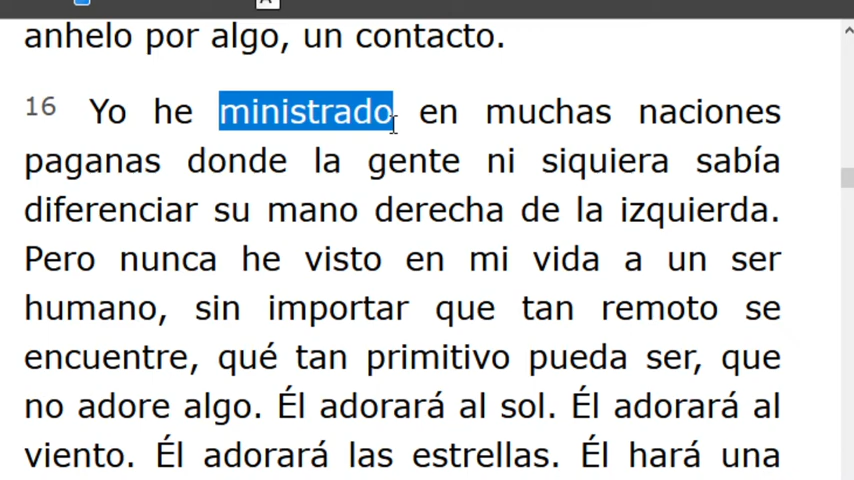 anhelo por algo, un contacto.
16 Yo he ministrado en muchas naciones
paganas donde la gente ni siquiera sabía
diferenciar su mano derecha de la izquierda.
Pero nunca he visto en mi vida a un ser
humano, sin importar que tan remoto se
encuentre, qué tan primitivo pueda ser, que
no adore algo. Él adorará al sol. Él adorará al
viento. Él adorará las estrellas. Él hará una